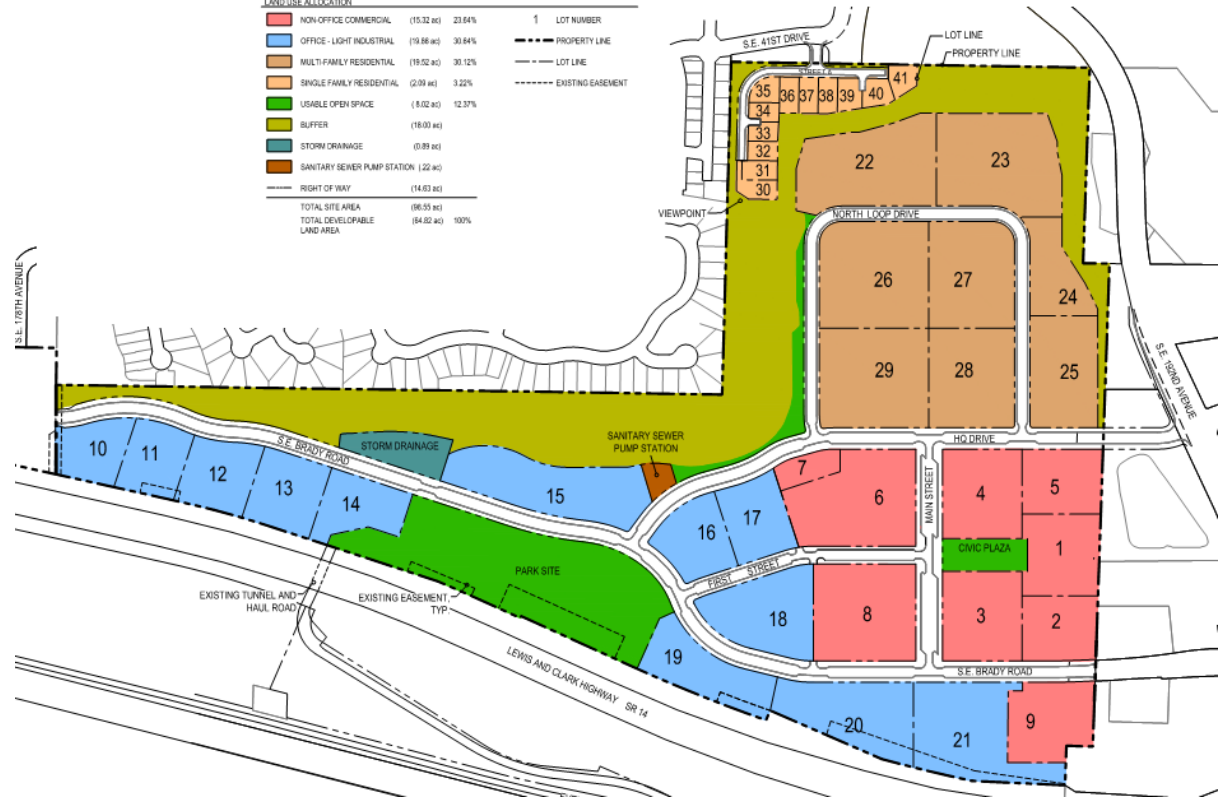 LAND USE ALLOCATION
NON-OFFICE COMMERCIAL (15.32 ac) 23.64%
OFFICE - LIGHT INDUSTRIAL (19.86 ac) 30.64%
MULTI-FAMILY RESIDENTIAL (19.52 ac) 30.12%
SINGLE FAMILY RESIDENTIAL (2.09 ac) 3.22%
USABLE OPEN SPACE ( 8.02 ac) 12.37%
BUFFER (18.00 ac)
STORM DRAINAGE (0.89 ac)
SANITARY SEWER PUMP STATION (.22 ac)
RIGHT OF WAY (14.63 ac)
TOTAL SITE AREA (96.55 ac)
TOTAL DEVELOPABLE (64.82 ac) 100%
LAND AREA
1 LOT NUMBER
PROPERTY LINE
LOT LINE
EXISTING EASEMENT
S.E. 41ST DRIVE
LOT LINE
PROPERTY LINE
STREET A
41
35
36
37
38
39
40
34
33
32
31
30
22
23
VIEWPOINT
NORTH LOOP DRIVE
S.E. 178TH AVENUE
26
27
24
29
28
25
S.E. 192ND AVENUE
HQ DRIVE
SANITARY SEWER
PUMP STATION
STORM DRAINAGE
S.E. BRADY ROAD
10
11
12
13
14
15
16
17
7
6
MAIN STREET
4
5
CIVIC PLAZA
1
FIRST STREET
PARK SITE
EXISTING TUNNEL AND
HAUL ROAD
EXISTING EASEMENT,
TYP.
18
8
3
2
19
S.E. BRADY ROAD
LEWIS AND CLARK HIGHWAY SR 14
20
21
9